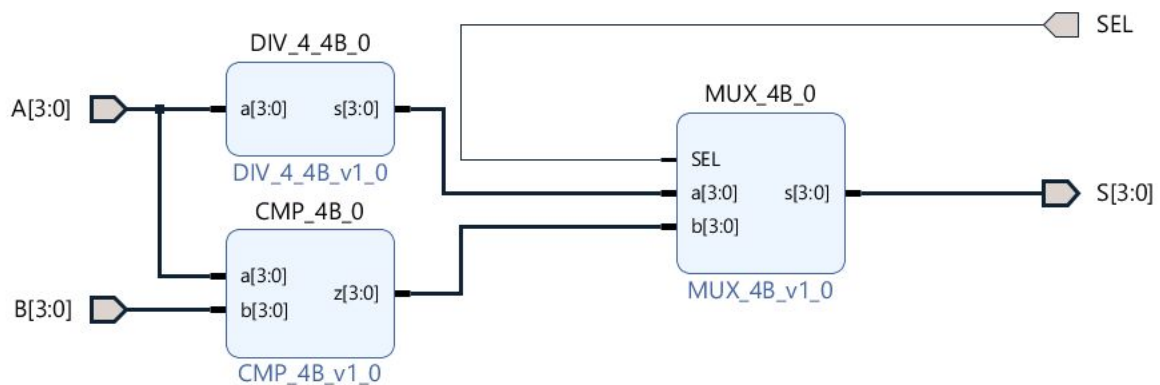 SEL
DIV_4_4B_0
A[3:0]
a[3:0] s[3:0]
DIV_4_4B_v1_0
CMP_4B_0
a[3:0]
B[3:0]
b[3:0]
z[3:0]
CMP_4B_v1_0
MUX_4B_0
SEL
a[3:0] s[3:0]
b[3:0]
MUX_4B_v1_0
S[3:0]